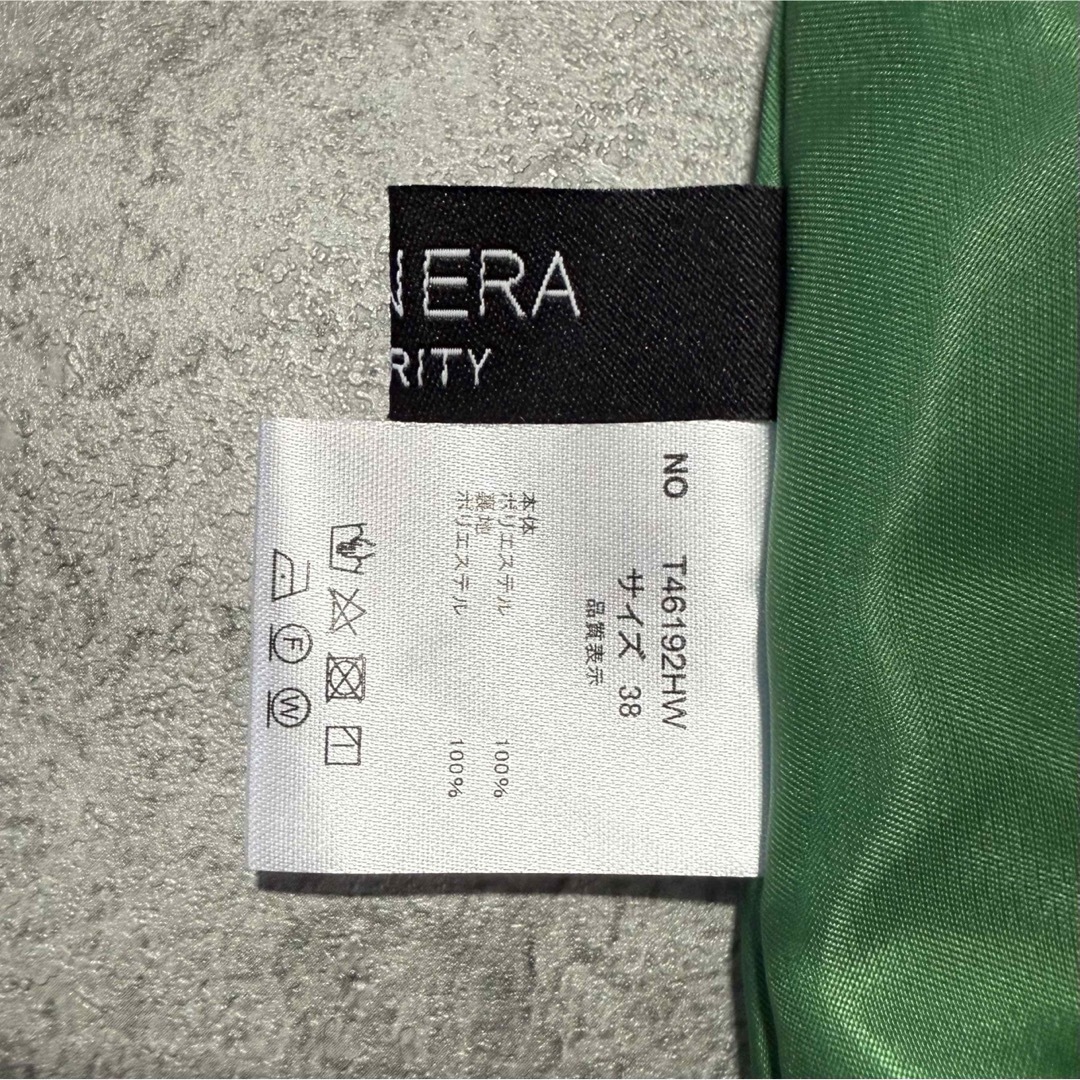 NERA
RITY
NO T46192HW
サイズ 38
品質表示
本体
ポリエステル 100%
裏地
ポリエステル 100%
F
W